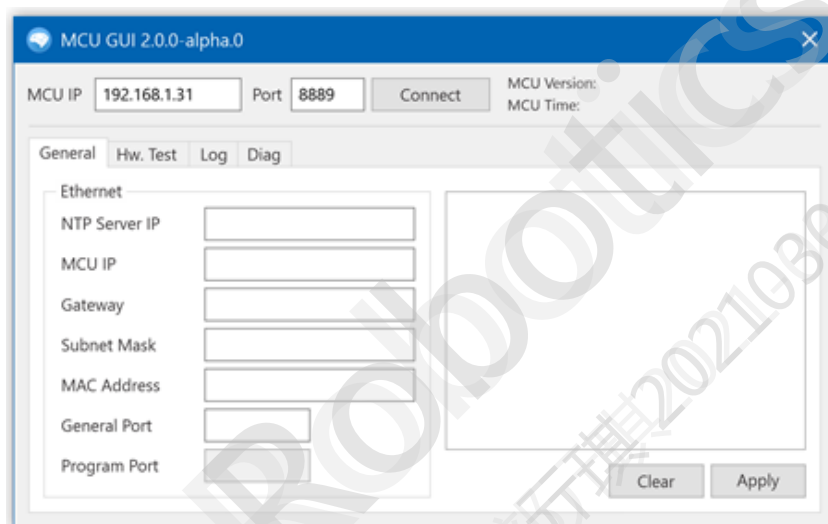 MCU GUI 2.0.0-alpha.0
MCU IP 192.168.1.31 Port 8889 Connect MCU Version:
MCU Time:
General Hw. Test Log Diag
Ethernet
NTP Server IP
MCU IP
Gateway
Subnet Mask
MAC Address
General Port
Program Port
Clear Apply
Robotics